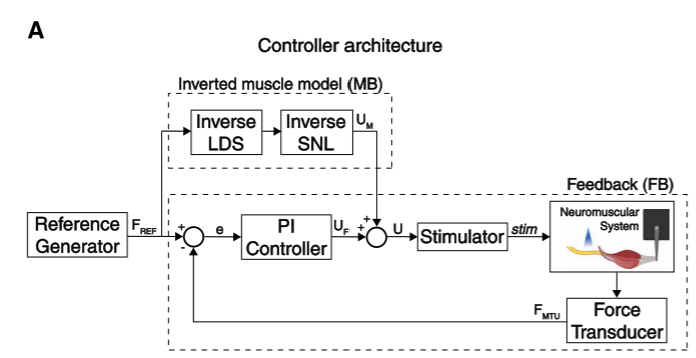 A
Controller architecture
Inverted muscle model (MB)
Inverse
LDS
Inverse
SNL
U_M
Feedback (FB)
Reference
Generator
F_REF
+
-
e
PI
Controller
U_F
+
+
U
Stimulator
stim
Neuromuscular
System
F_MTU
Force
Transducer